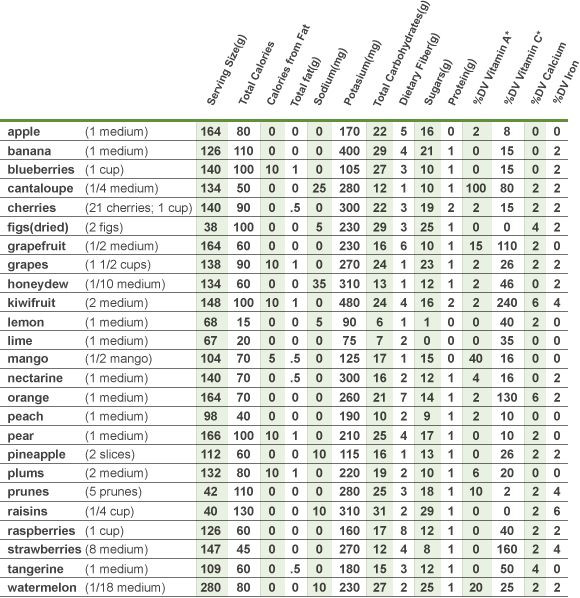 Serving Size(g) Total Calories Calories from Fat Total fat(g) Sodium(mg) Potasium(mg) Total Carbohydrates(g) Dietary Fiber(g) Sugars(g) Protein(g) %DV Vitamin A* %DV Vitamin C* %DV Calcium %DV Iron
apple (1 medium) 164 80 0 0 0 170 22 5 16 0 2 8 0 0
banana (1 medium) 126 110 0 0 0 400 29 4 21 1 0 15 0 2
blueberries (1 cup) 140 100 10 1 0 105 27 3 10 1 0 15 0 2
cantaloupe (1/4 medium) 134 50 0 0 25 280 12 1 10 1 100 80 2 2
cherries (21 cherries; 1 cup) 140 90 0 .5 0 300 22 3 19 2 2 15 2 2
figs(dried) (2 figs) 38 100 0 0 5 230 29 3 25 1 0 0 4 2
grapefruit (1/2 medium) 164 60 0 0 0 230 16 6 10 1 15 110 2 0
grapes (1 1/2 cups) 138 90 10 1 0 270 24 1 23 1 2 26 2 2
honeydew (1/10 medium) 134 60 0 0 35 310 13 1 12 1 2 46 0 2
kiwifruit (2 medium) 148 100 10 1 0 480 24 4 16 2 2 240 6 4
lemon (1 medium) 68 15 0 0 5 90 6 1 1 0 0 40 2 0
lime (1 medium) 67 20 0 0 0 75 7 2 0 0 0 35 0 0
mango (1/2 mango) 104 70 5 .5 0 125 17 1 15 0 40 16 0 0
nectarine (1 medium) 140 70 0 .5 0 300 16 2 12 1 4 16 0 2
orange (1 medium) 164 70 0 0 0 260 21 7 14 1 2 130 6 2
peach (1 medium) 98 40 0 0 0 190 10 2 9 1 2 10 0 0
pear (1 medium) 166 100 10 1 0 210 25 4 17 1 0 10 2 0
pineapple (2 slices) 112 60 0 0 10 115 16 1 13 1 0 26 2 2
plums (2 medium) 132 80 10 1 0 220 19 2 10 1 6 20 0 0
prunes (5 prunes) 42 110 0 0 0 280 25 3 18 1 10 2 2 4
raisins (1/4 cup) 40 130 0 0 10 310 31 2 29 1 0 0 2 6
raspberries (1 cup) 126 60 0 0 0 160 17 8 12 1 0 40 2 2
strawberries (8 medium) 147 45 0 0 0 270 12 4 8 1 0 160 2 4
tangerine (1 medium) 109 60 0 .5 0 180 15 3 12 1 0 50 4 0
watermelon (1/18 medium) 280 80 0 0 10 230 27 2 25 1 20 25 2 2